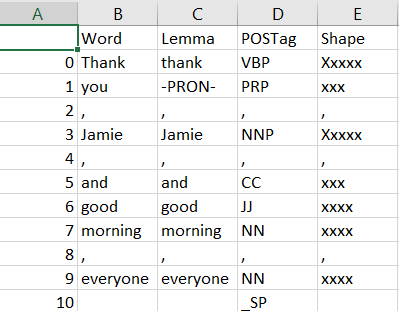 A B C D E
Word Lemma POSTag Shape
0 Thank thank VBP Xxxxx
1 you -PRON- PRP xxx
2 , , , ,
3 Jamie Jamie NNP Xxxxx
4 , , , ,
5 and and CC xxx
6 good good JJ xxxx
7 morning morning NN xxxx
8 , , , ,
9 everyone everyone NN xxxx
10 _SP